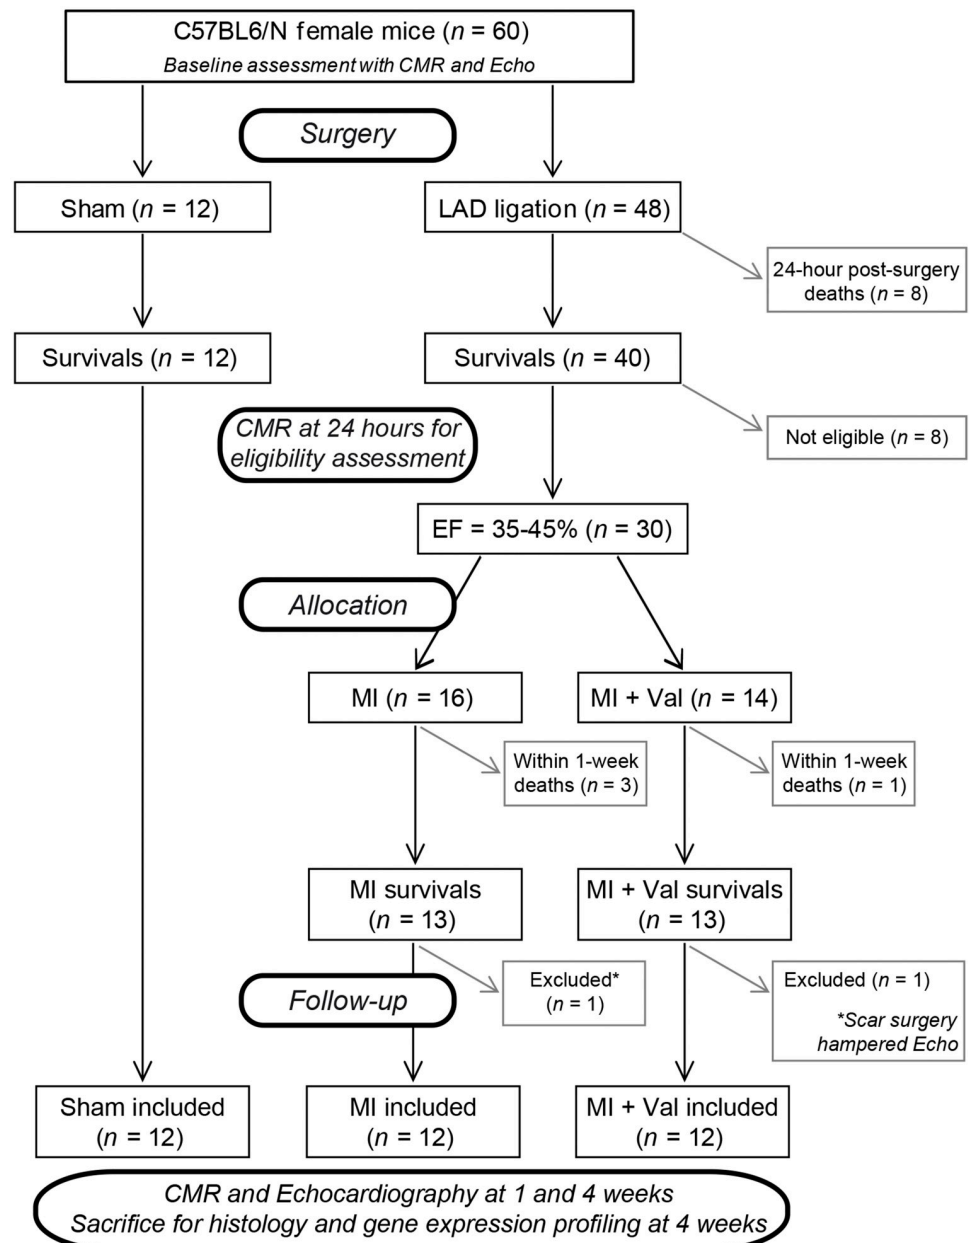 C57BL6/N female mice (n = 60)
Baseline assessment with CMR and Echo
Surgery
Sham (n = 12)
LAD ligation (n = 48)
24-hour post-surgery
deaths (n = 8)
Survivals (n = 12)
Survivals (n = 40)
CMR at 24 hours for
eligibility assessment
Not eligible (n = 8)
EF = 35-45% (n = 30)
Allocation
MI (n = 16)
MI + Val (n = 14)
Within 1-week
deaths (n = 3)
Within 1-week
deaths (n = 1)
MI survivals
(n = 13)
MI + Val survivals
(n = 13)
Follow-up
Excluded*
(n = 1)
Excluded (n = 1)
*Scar surgery
hampered Echo
Sham included
(n = 12)
MI included
(n = 12)
MI + Val included
(n = 12)
CMR and Echocardiography at 1 and 4 weeks
Sacrifice for histology and gene expression profiling at 4 weeks